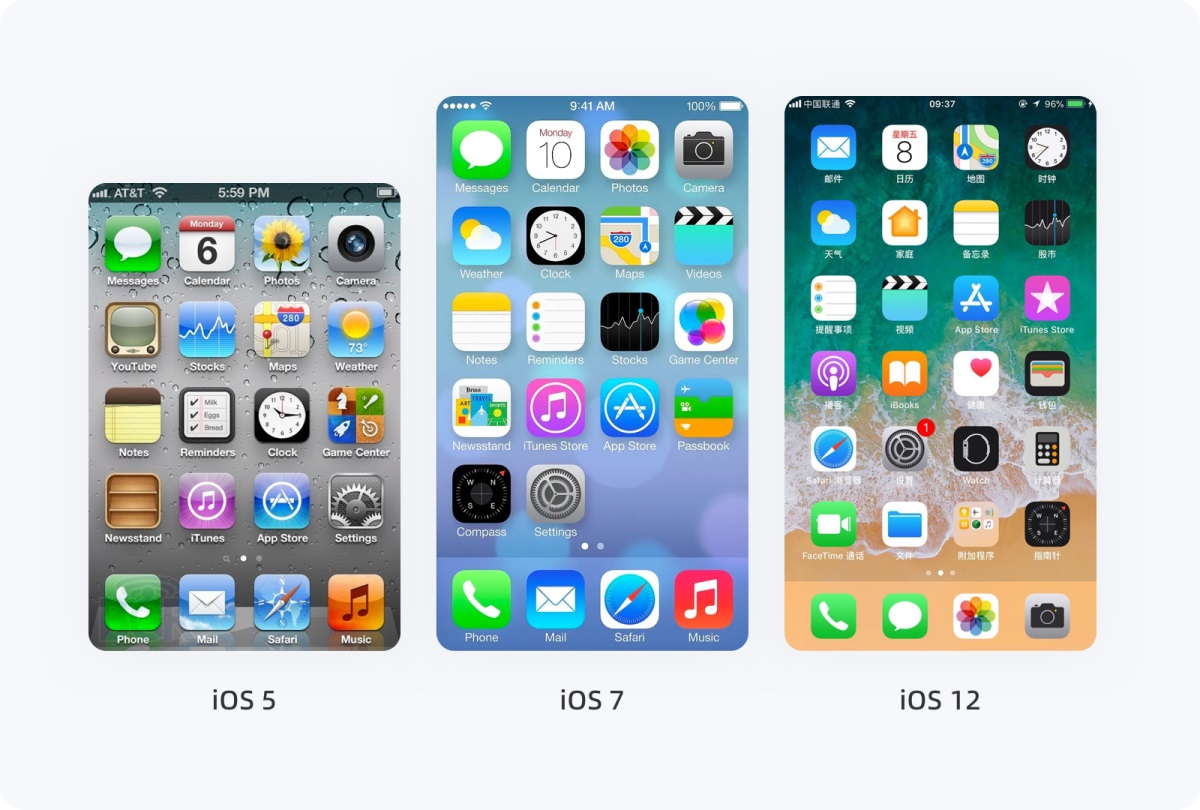 AT&T 5:59 PM
Monday
6
Messages Calendar Photos Camera
280
73°
YouTube Stocks Maps Weather
Milk
Eggs
Bread
Notes Reminders Clock Game Center
Newsstand iTunes App Store Settings
Phone Mail Safari Music
iOS 5
9:41 AM 100%
Monday
10
Messages Calendar Photos Camera
280
Weather Clock Maps Videos
Notes Reminders Stocks Game Center
ART TRAVEL SPORTS
Newsstand iTunes Store App Store Passbook
N
W E
S
Compass Settings
Phone Mail Safari Music
iOS 7
中国联通 09:37 96%
星期五
8
280
邮件 日历 地图 时钟
天气 家庭 备忘录 股市
提醒事项 视频 App Store iTunes Store
播客 iBooks 健康 钱包
1
Safari 浏览器 设置 Watch 计算器
N
W E
S
FaceTime 通话 文件 附加程序 指南针
iOS 12